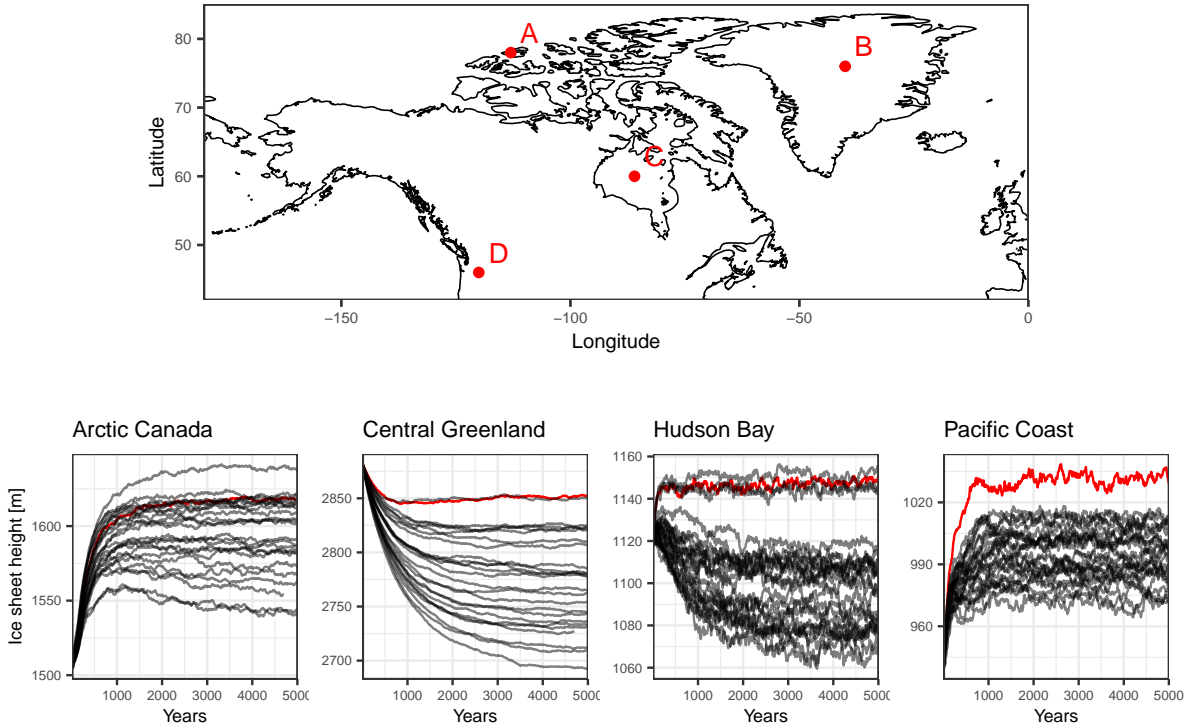 A
B
C
D
80
70
60
50
Latitude
−150
−100
−50
0
Longitude
Arctic Canada
Central Greenland
Hudson Bay
Pacific Coast
Ice sheet height [m]
1600
1550
1500
1000 2000 3000 4000 5000
Years
2850
2800
2750
2700
1000 2000 3000 4000 5000
Years
1160
1140
1120
1100
1080
1060
1000 2000 3000 4000 5000
Years
1020
990
960
1000 2000 3000 4000 5000
Years